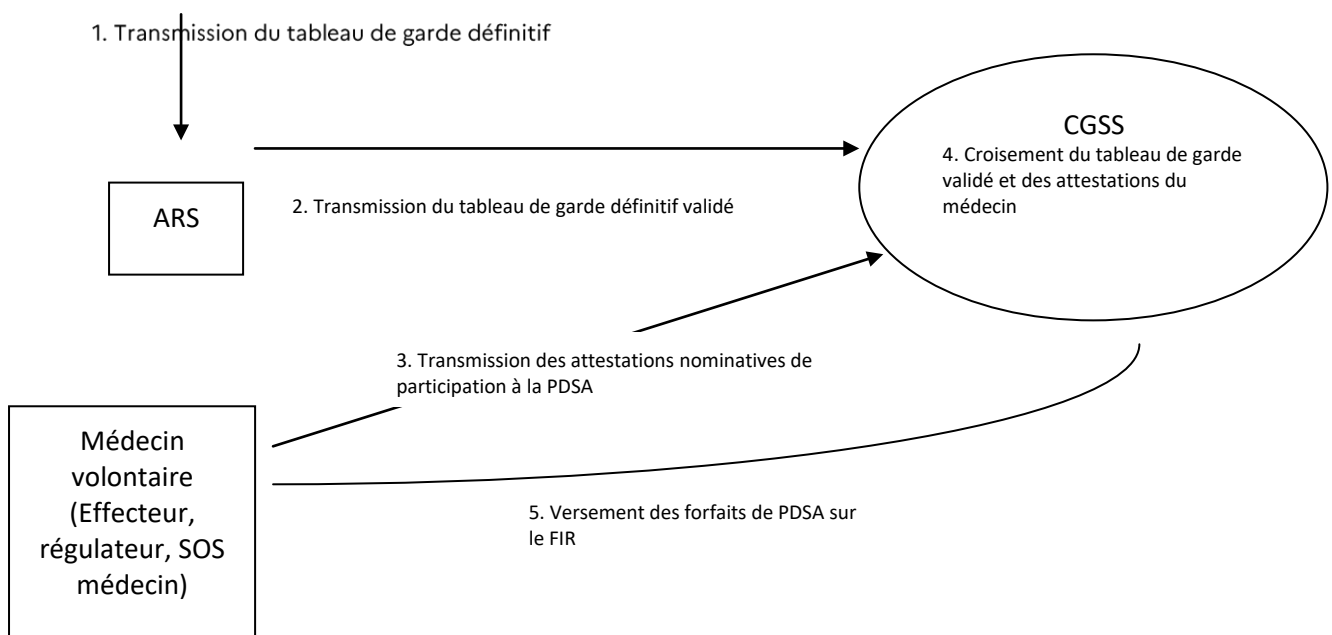 1. Transmission du tableau de garde définitif
CGSS
4. Croisement du tableau de garde
validé et des attestations du
médecin
ARS
2. Transmission du tableau de garde définitif validé
3. Transmission des attestations nominatives de
participation à la PDSA
Médecin
volontaire
(Effecteur,
régulateur, SOS
médecin)
5. Versement des forfaits de PDSA sur
le FIR